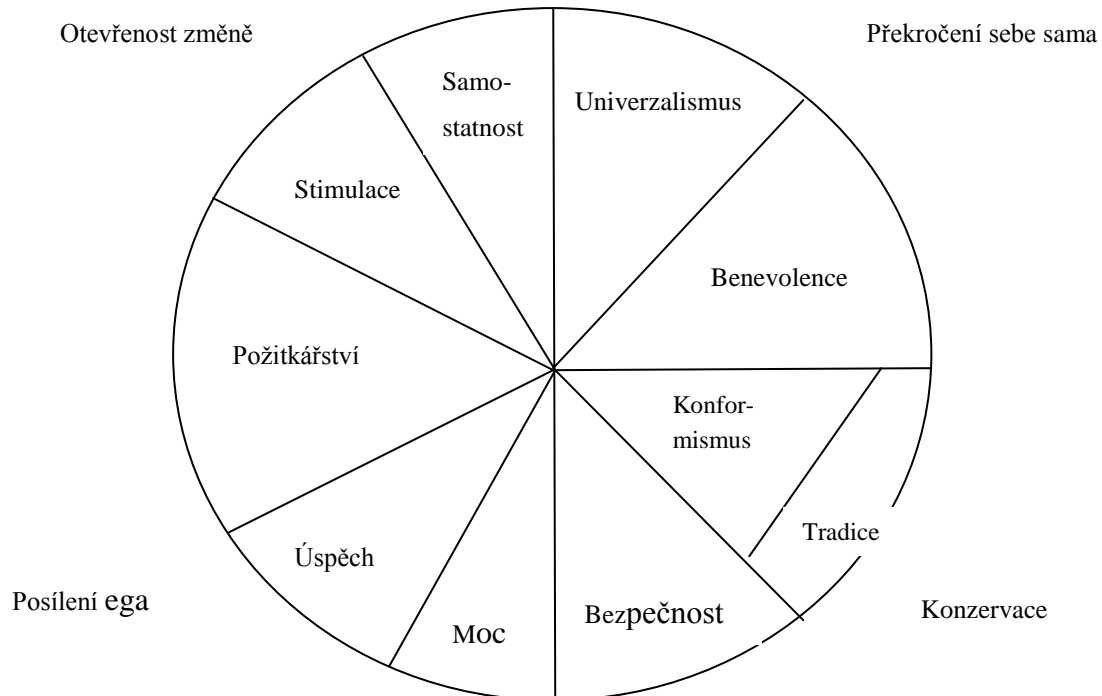 Otevřenost změně
Překročení sebe sama
Samo-
statnost
Univerzalismus
Stimulace
Benevolence
Požitkářství
Konfor-
mismus
Tradice
Úspěch
Posílení ega
Moc
Bezpečnost
Konzervace